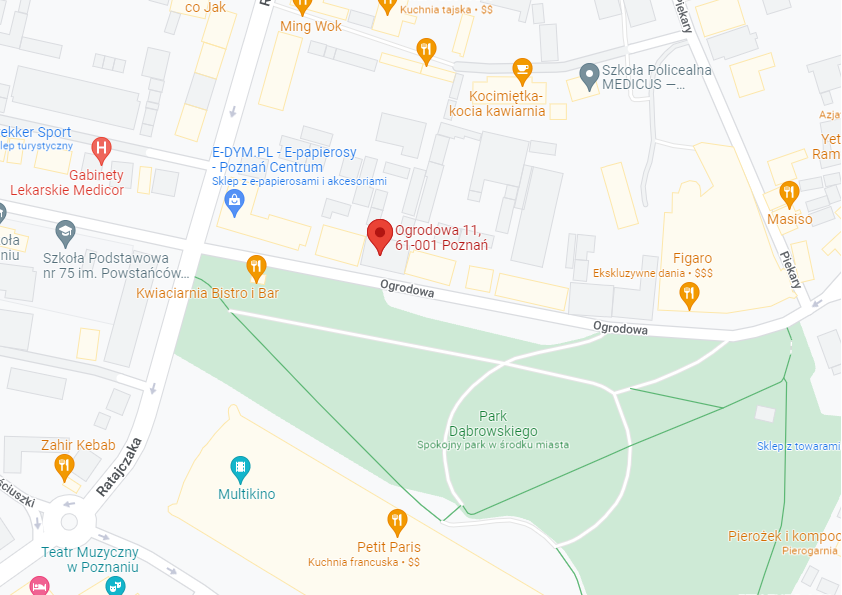 co Jak
Kuchnia tajska • $$
Ming Wok
Piekary
Szkoła Policealna
MEDICUS —...
Kocimiętka-
kocia kawiarnia
ekker Sport
lep turystyczny
Gabinety
Lekarskie Medicor
E-DYM.PL - E-papierosy
- Poznań Centrum
Sklep z e-papierosami i akcesoriami
Azja
Yet
Ram
Masiso
Ogrodowa 11,
61-001 Poznań
oła
niu
Szkoła Podstawowa
nr 75 im. Powstańców...
Figaro
Ekskluzywne dania • $$$
Piekary
Kwiaciarnia Bistro i Bar
Ogrodowa
Ogrodowa
Park
Dąbrowskiego
Spokojny park w środku miasta
Sklep z towarami
Zahir Kebab
Ratajczaka
ściuszki
Multikino
Petit Paris
Kuchnia francuska • $$
Pierożek i kompoc
Pierogarnia
Teatr Muzyczny
w Poznaniu